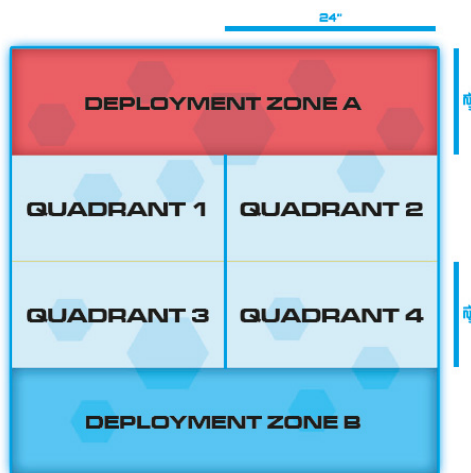 24"
DEPLOYMENT ZONE A
QUADRANT 1
QUADRANT 2
QUADRANT 3
QUADRANT 4
DEPLOYMENT ZONE B